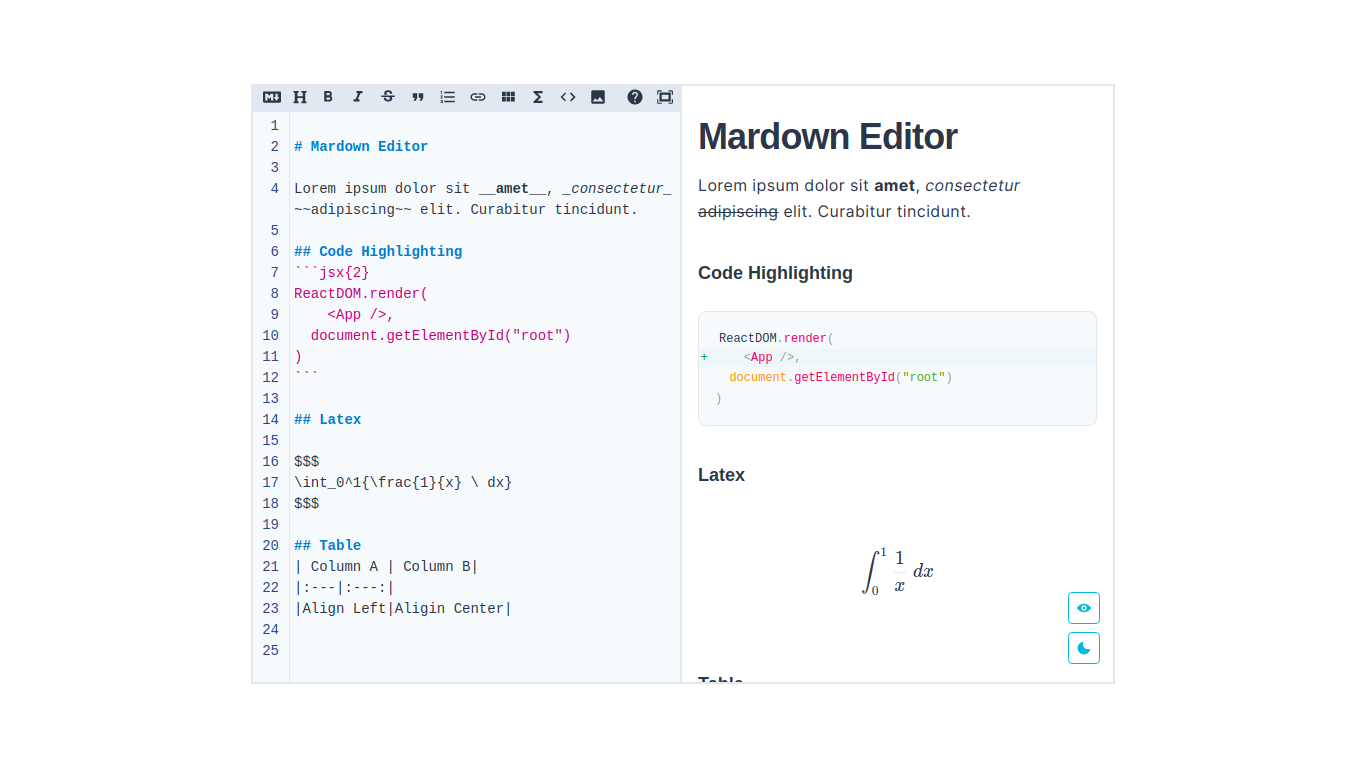 1
2 # Mardown Editor
3
4 Lorem ipsum dolor sit __amet__, _consectetur_
~~adipiscing~~ elit. Curabitur tincidunt.
5
6 ## Code Highlighting
7 ```jsx{2}
8 ReactDOM.render(
9     <App />,
10   document.getElementById("root")
11 )
12 ```
13
14 ## Latex
15
16 $$$
17 \int_0^1{\frac{1}{x} \ dx}
18 $$$
19
20 ## Table
21 | Column A | Column B|
22 |:---|:---:|
23 |Align Left|Aligin Center|
24
25
Mardown Editor
Lorem ipsum dolor sit amet, consectetur
adipiscing elit. Curabitur tincidunt.
Code Highlighting
ReactDOM.render(
+     <App />,
  document.getElementById("root")
)
Latex
∫₀¹ 1/x dx
Table